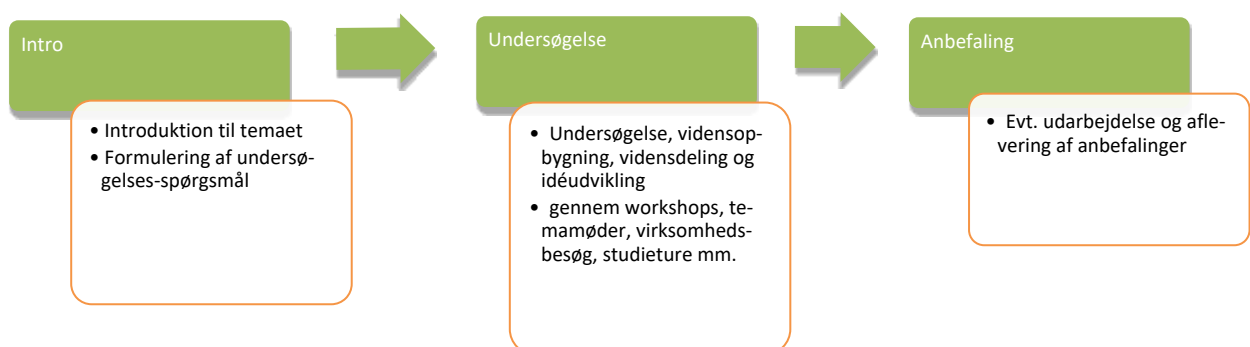 Intro
• Introduktion til temaet
• Formulering af undersø-
gelses-spørgsmål
Undersøgelse
• Undersøgelse, vidensop-
bygning, vidensdeling og
idéudvikling
• gennem workshops, te-
mamøder, virksomheds-
besøg, studieture mm.
Anbefaling
• Evt. udarbejdelse og afle-
vering af anbefalinger